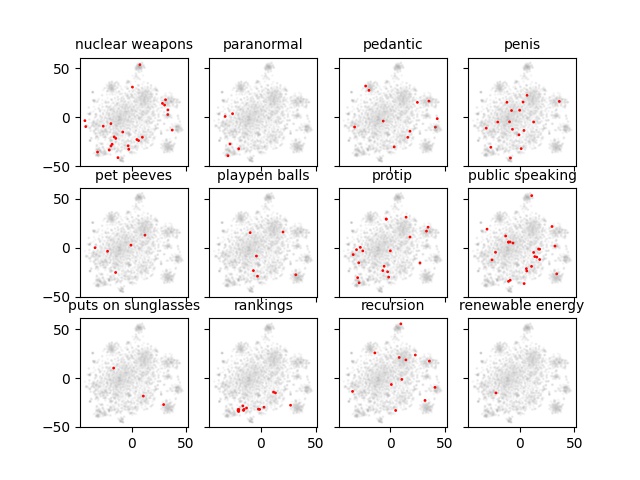 nuclear weapons paranormal pedantic penis
50
0
−50
pet peeves playpen balls protip public speaking
50
0
−50
puts on sunglasses rankings recursion renewable energy
50
0
−50
0 50 0 50 0 50 0 50